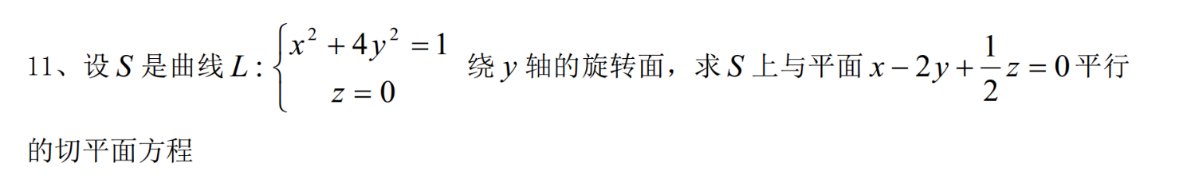 11、设 S 是曲线 L : { x² + 4y² = 1 z = 0 绕 y 轴的旋转面，求 S 上与平面 x − 2y + 1/2 z = 0 平行
的切平面方程